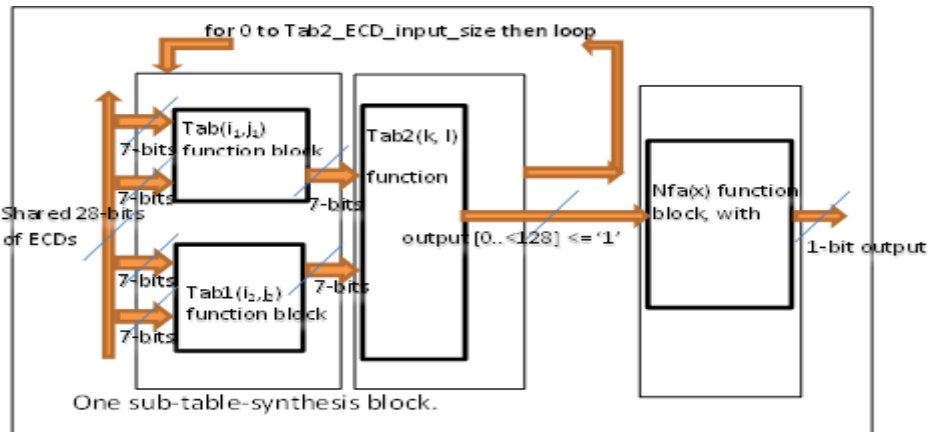 for 0 to Tab2_ECD_input_size then loop
Tab(i₁,j₁)
function block
7-bits
7-bits
7-bits
Tab2(k, l)
function
Shared 28-bits
of ECDs
output [0..<128] <= ‘1’
Nfa(x) function
block, with
1-bit output
7-bits
7-bits
Tab1(i₂,j₂)
function block
7-bits
One sub-table-synthesis block.